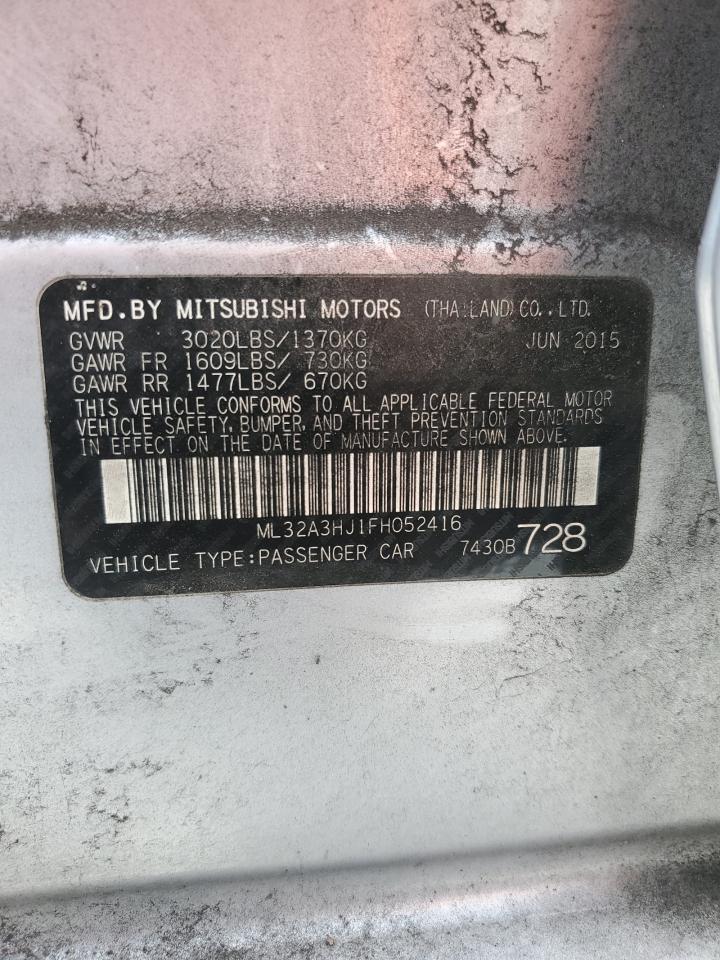 MFD.BY MITSUBISHI MOTORS (THAILAND)CO.,LTD.
GVWR 3020LBS/1370KG JUN 2015
GAWR FR 1609LBS/ 730KG
GAWR RR 1477LBS/ 670KG
THIS VEHICLE CONFORMS TO ALL APPLICABLE FEDERAL MOTOR
VEHICLE SAFETY, BUMPER, AND THEFT PREVENTION STANDARDS
IN EFFECT ON THE DATE OF MANUFACTURE SHOWN ABOVE.
ML32A3HJ1FH052416
VEHICLE TYPE:PASSENGER CAR 7430B 728